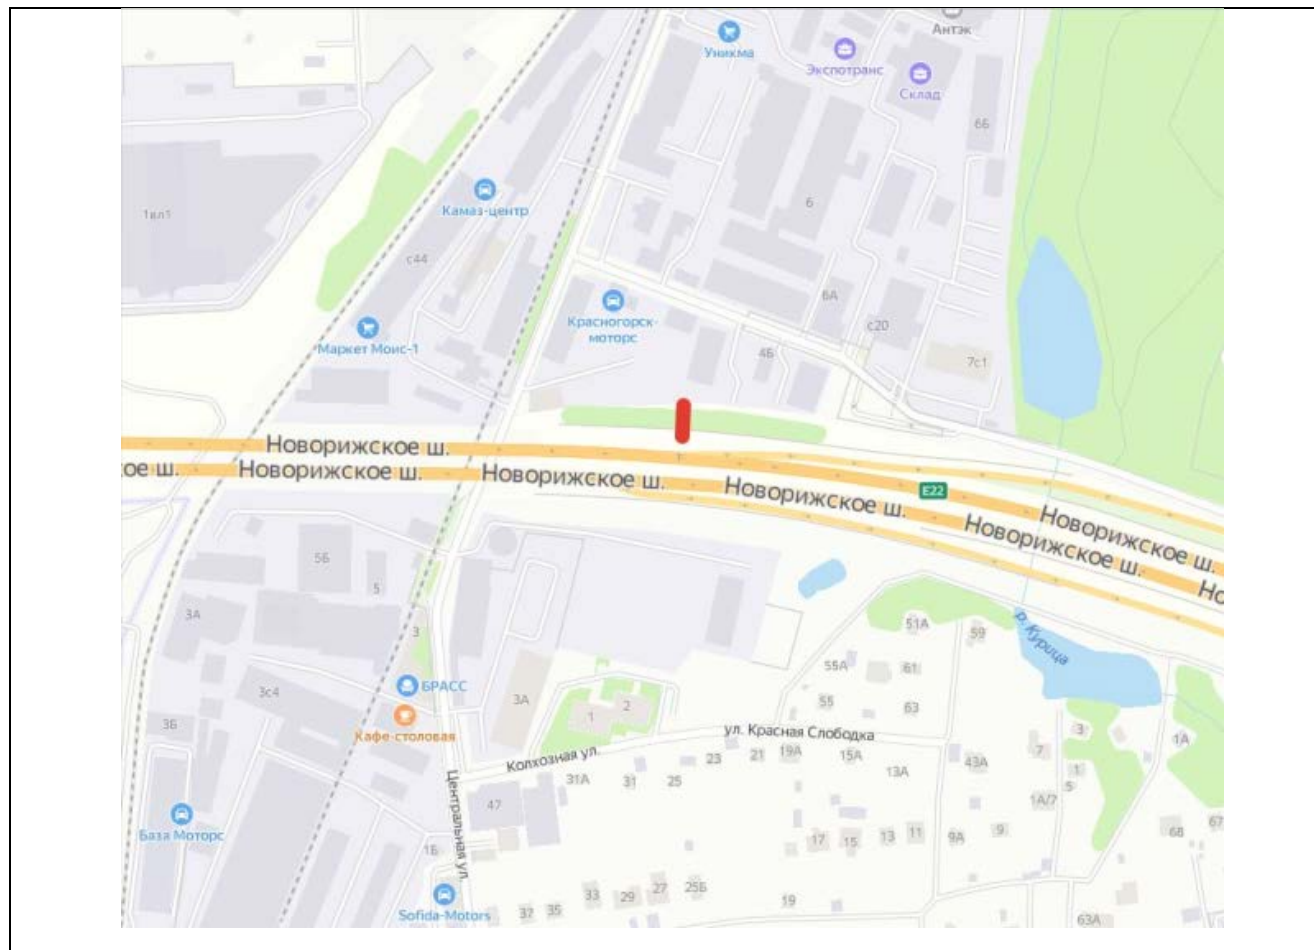 Антэк
Уникма
Экспотранс
Склад
6Б
1вл1
Камаз-центр
6
с44
6А
Красногорск-
моторс
с20
Маркет Моис-1
4Б
7с1
Новорижское ш.
ое ш.
Новорижское ш.
Новорижское ш.
Новорижское ш.
E22
Новорижское ш.
Новорижское ш.
Но
5Б
5
3А
3
51А
59
р. Курица
55А
61
БРАСС
3с4
3А
2
1
55
63
3Б
Кафе-столовая
ул. Красная Слободка
3
1А
Колхозная ул.
23
21
19А
15А
7
43А
31А
31
25
13А
1
5
Центральная ул.
47
1А/7
База Моторс
17
15
13
11
9А
9
68
67
1Б
33
29
27
25Б
19
Sofida-Motors
37
35
63А